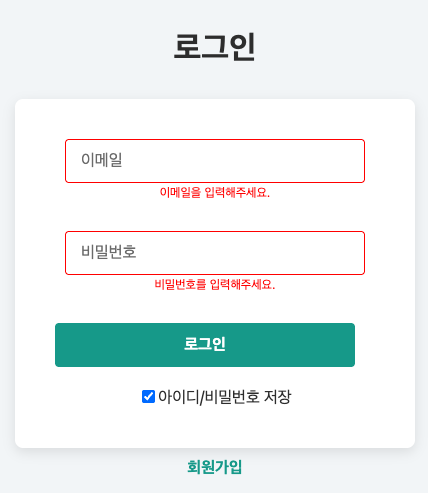 로그인
이메일
이메일을 입력해주세요.
비밀번호
비밀번호를 입력해주세요.
로그인
아이디/비밀번호 저장
회원가입